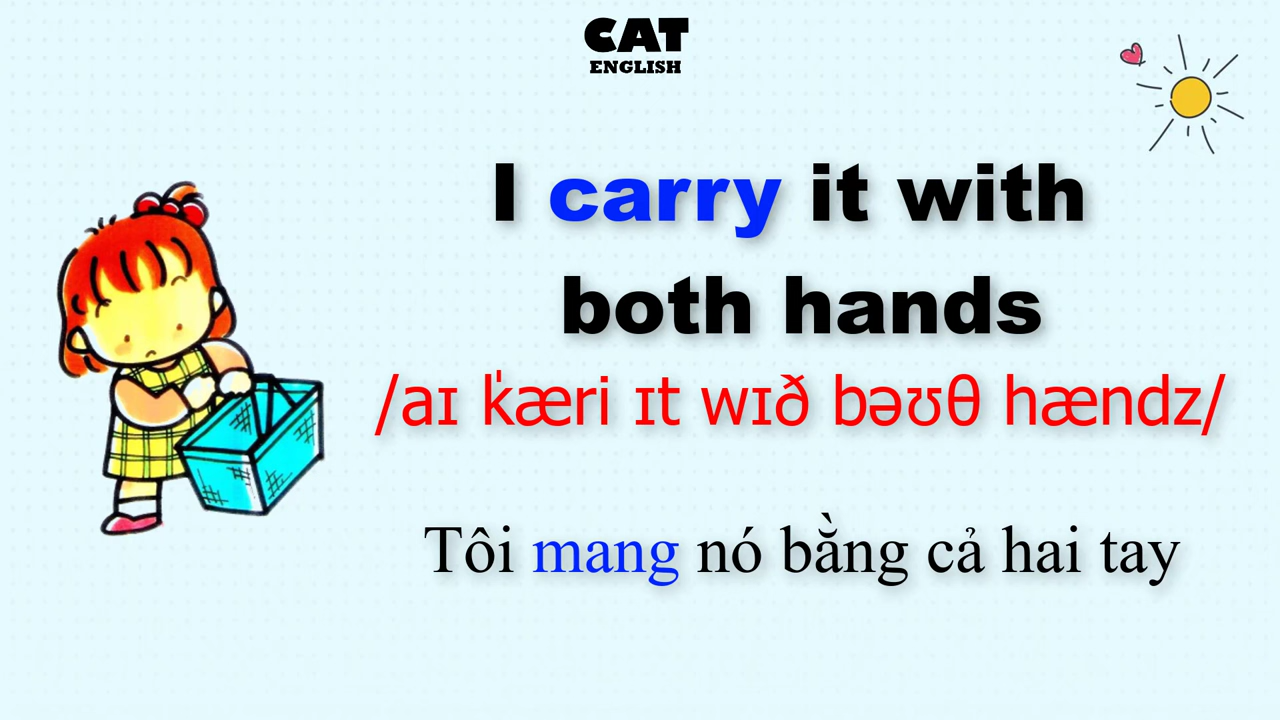 CAT
ENGLISH
I carry it with
both hands
/aɪ ˈkæri ɪt wɪð bəʊθ hændz/
Tôi mang nó bằng cả hai tay